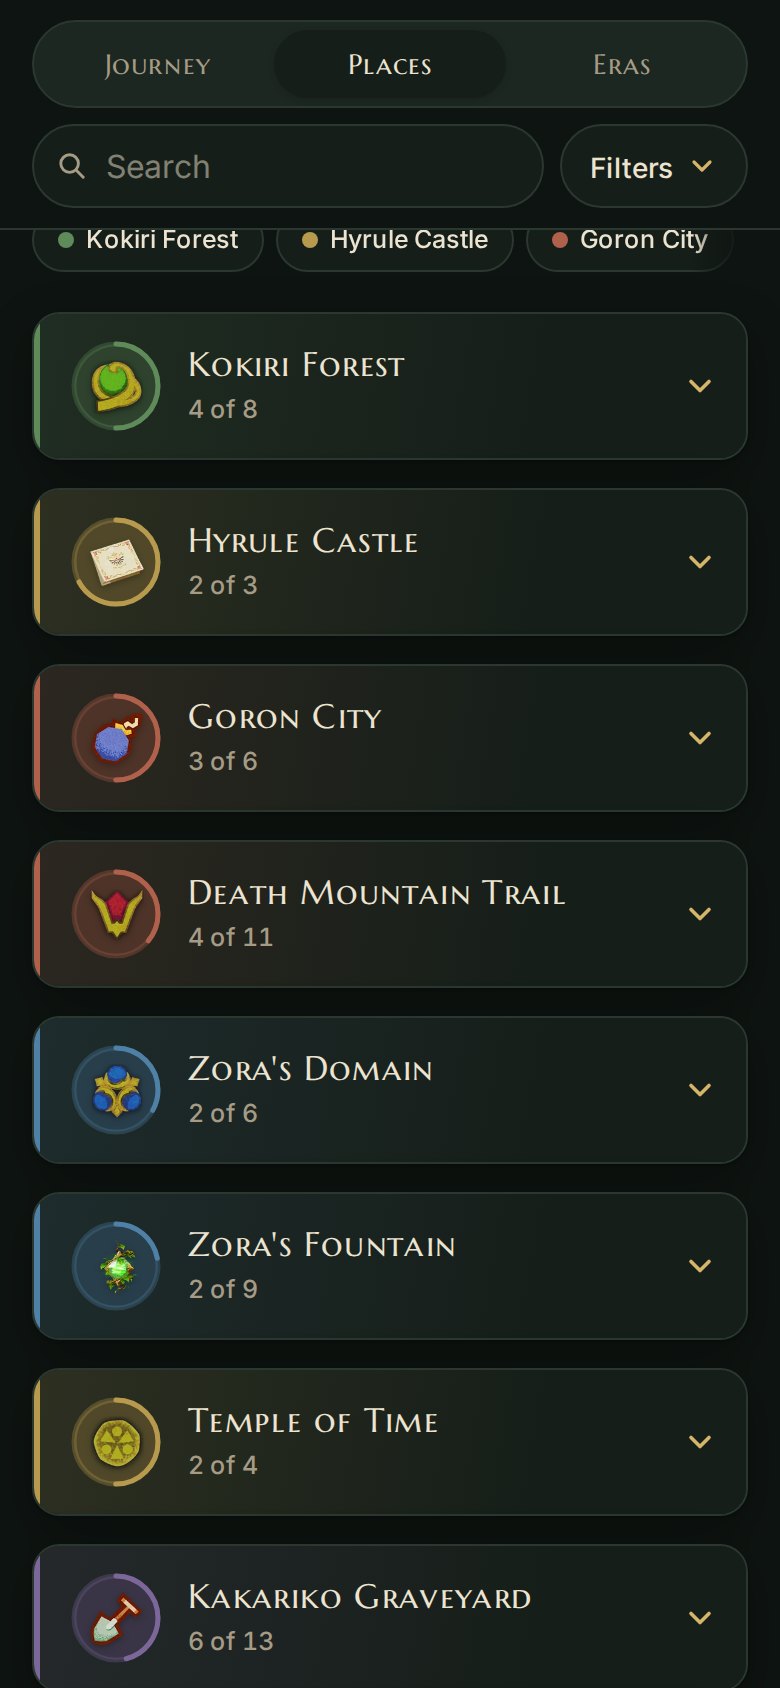 Journey Places Eras
Search Filters
Kokiri Forest Hyrule Castle Goron City
Kokiri Forest
4 of 8
Hyrule Castle
2 of 3
Goron City
3 of 6
Death Mountain Trail
4 of 11
Zora's Domain
2 of 6
Zora's Fountain
2 of 9
Temple of Time
2 of 4
Kakariko Graveyard
6 of 13